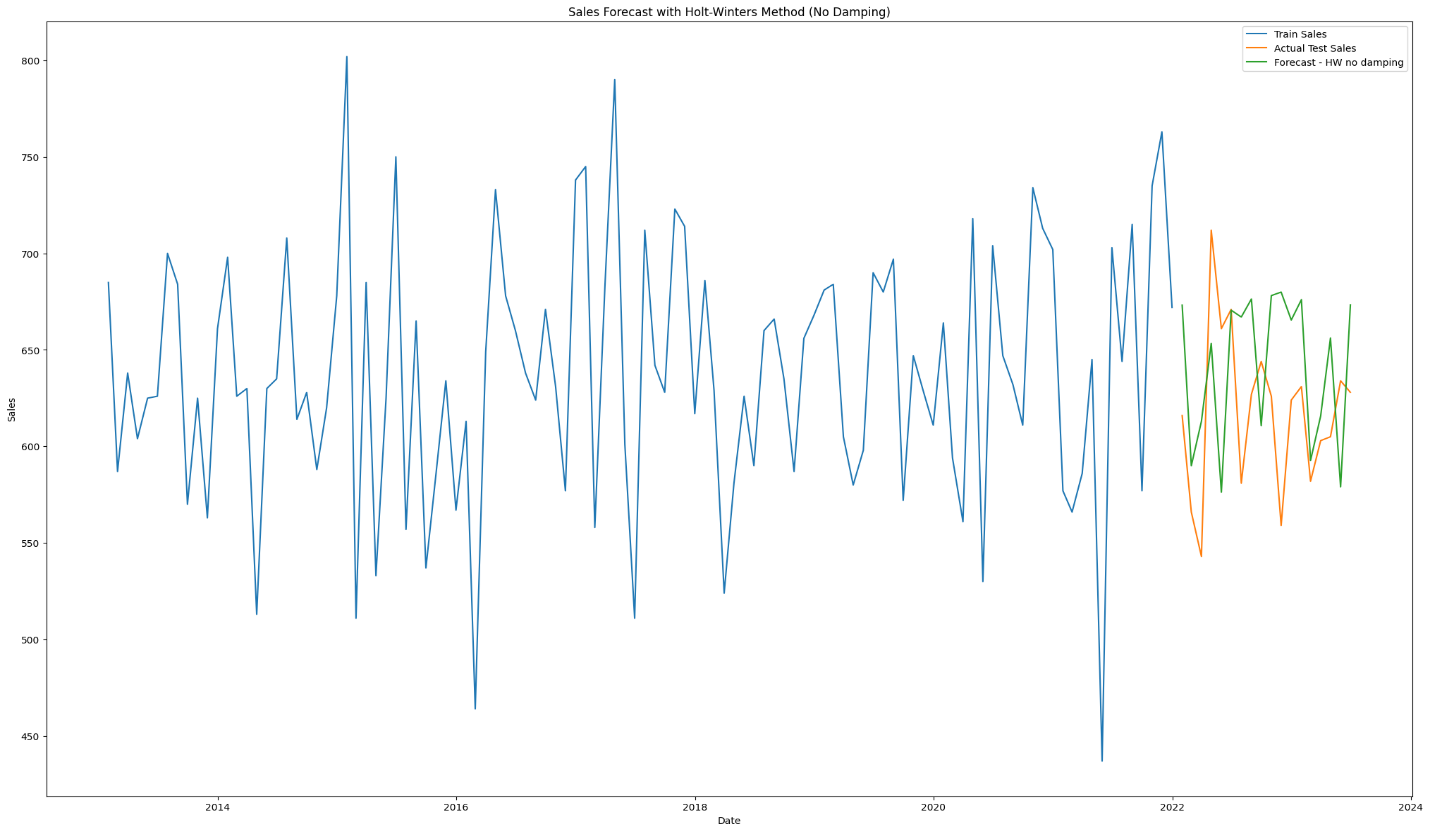 Sales Forecast with Holt-Winters Method (No Damping)
Train Sales
Actual Test Sales
Forecast - HW no damping
800
750
700
650
600
550
500
450
Sales
2014
2016
2018
2020
2022
2024
Date